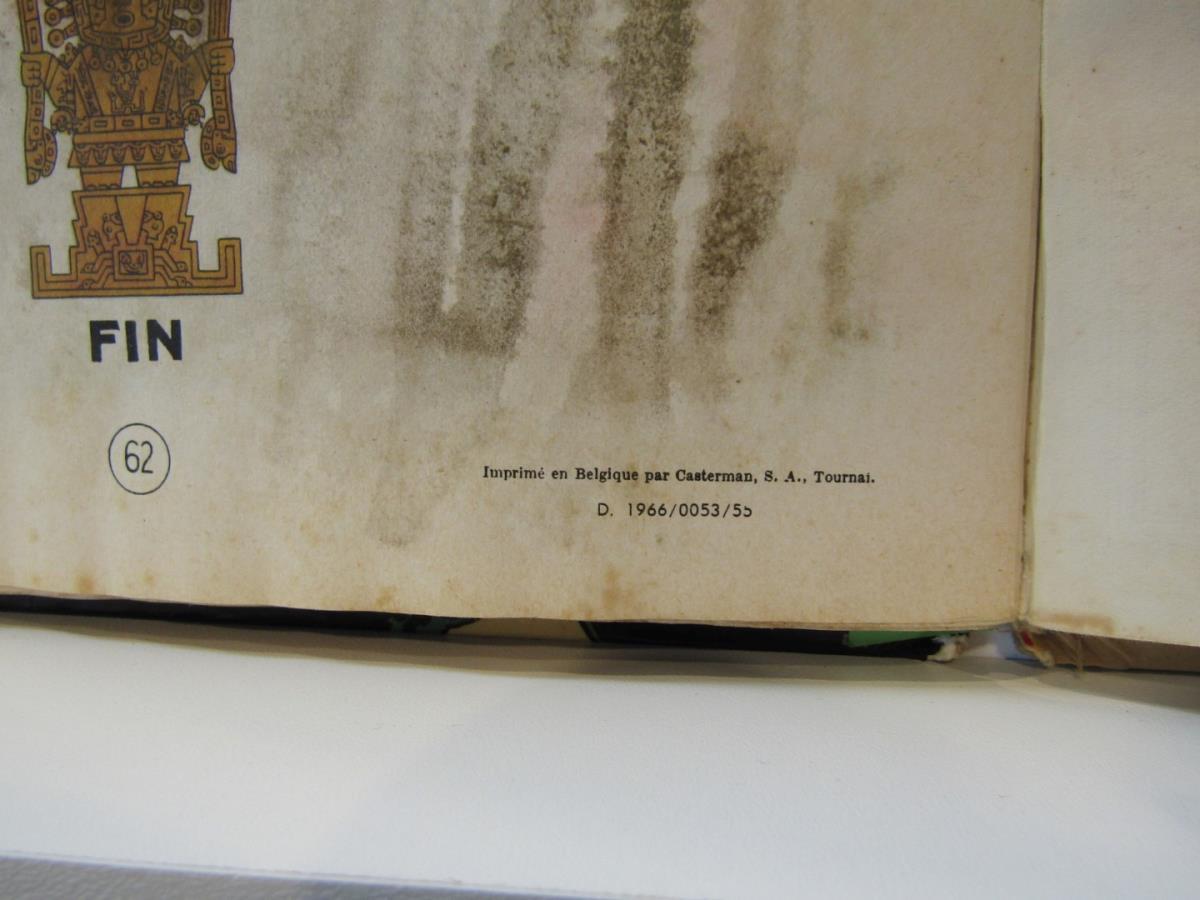 FIN
62
Imprimé en Belgique par Casterman, S. A., Tournai.
D. 1966/0053/55